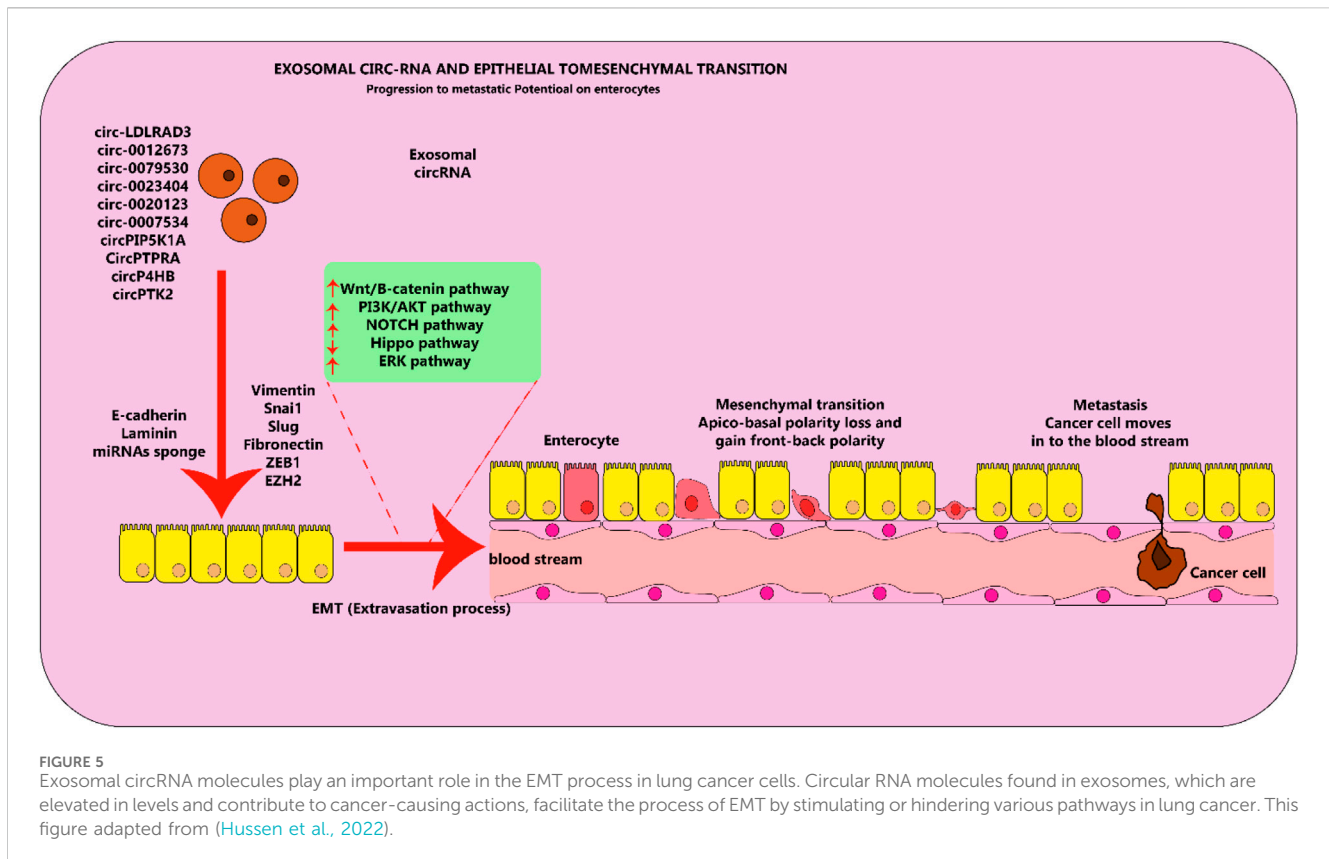 EXOSOMAL CIRC-RNA AND EPITHELIAL TOMESENCHYMAL TRANSITION
Progression to metastatic Potentioal on enterocytes
circ-LDLRAD3
circ-0012673
circ-0079530
circ-0023404
circ-0020123
circ-0007534
circPIP5K1A
CircPTPRA
circP4HB
circPTK2
Exosomal
circRNA
Wnt/B-catenin pathway
PI3K/AKT pathway
NOTCH pathway
Hippo pathway
ERK pathway
E-cadherin
Laminin
miRNAs sponge
Vimentin
Snai1
Slug
Fibronectin
ZEB1
EZH2
Enterocyte
Mesenchymal transition
Apico-basal polarity loss and
gain front-back polarity
Metastasis
Cancer cell moves
in to the blood stream
blood stream
Cancer cell
EMT (Extravasation process)
FIGURE 5
Exosomal circRNA molecules play an important role in the EMT process in lung cancer cells. Circular RNA molecules found in exosomes, which are
elevated in levels and contribute to cancer-causing actions, facilitate the process of EMT by stimulating or hindering various pathways in lung cancer. This
figure adapted from (Hussen et al., 2022).